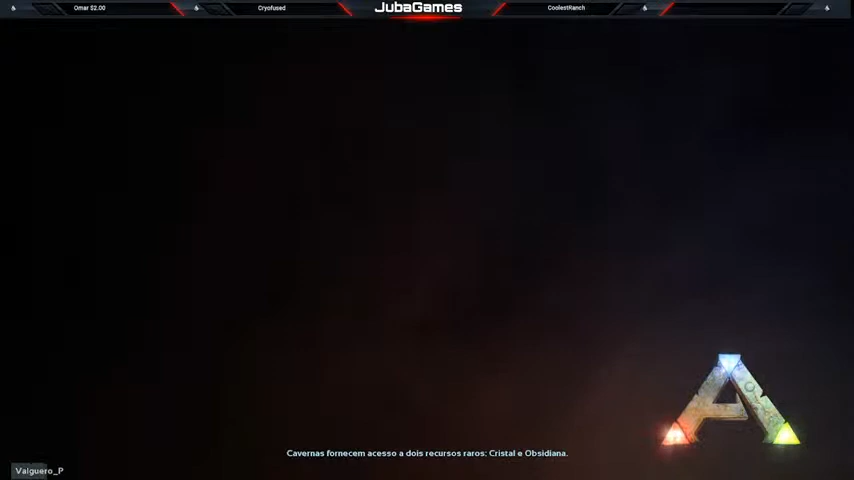 Omar $2.00
Cryofused
JubaGames
CoolestRanch
Cavernas fornecem acesso a dois recursos raros: Cristal e Obsidiana.
Valguero_P